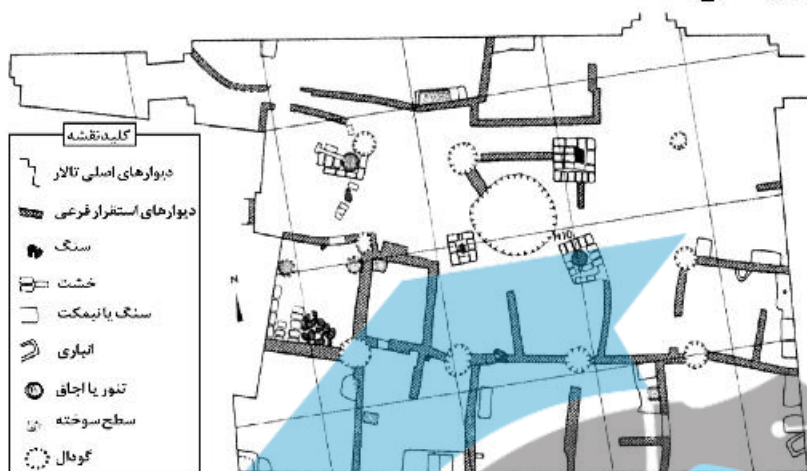 کلیدنقشه
دیوارهای اصلی تالار
دیوارهای استقرار فرعی
سنگ
خشت
سنگ یا نیمکت
انباری
تنور یا اجاق
سطح سوخته
گودال
N
N10